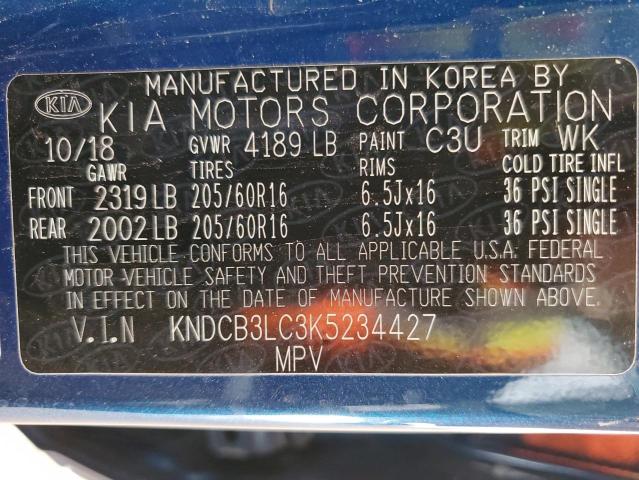 MANUFACTURED IN KOREA BY
KIA KIA MOTORS CORPORATION
10/18 GVWR 4189 LB PAINT C3U TRIM WK
GAWR TIRES RIMS COLD TIRE INFL
FRONT 2319 LB 205/60R16 6.5Jx16 36 PSI SINGLE
REAR 2002 LB 205/60R16 6.5Jx16 36 PSI SINGLE
THIS VEHICLE CONFORMS TO ALL APPLICABLE U.S.A. FEDERAL
MOTOR VEHICLE SAFETY AND THEFT PREVENTION STANDARDS
IN EFFECT ON THE DATE OF MANUFACTURE SHOWN ABOVE.
V.I.N KNDCB3LC3K5234427
MPV